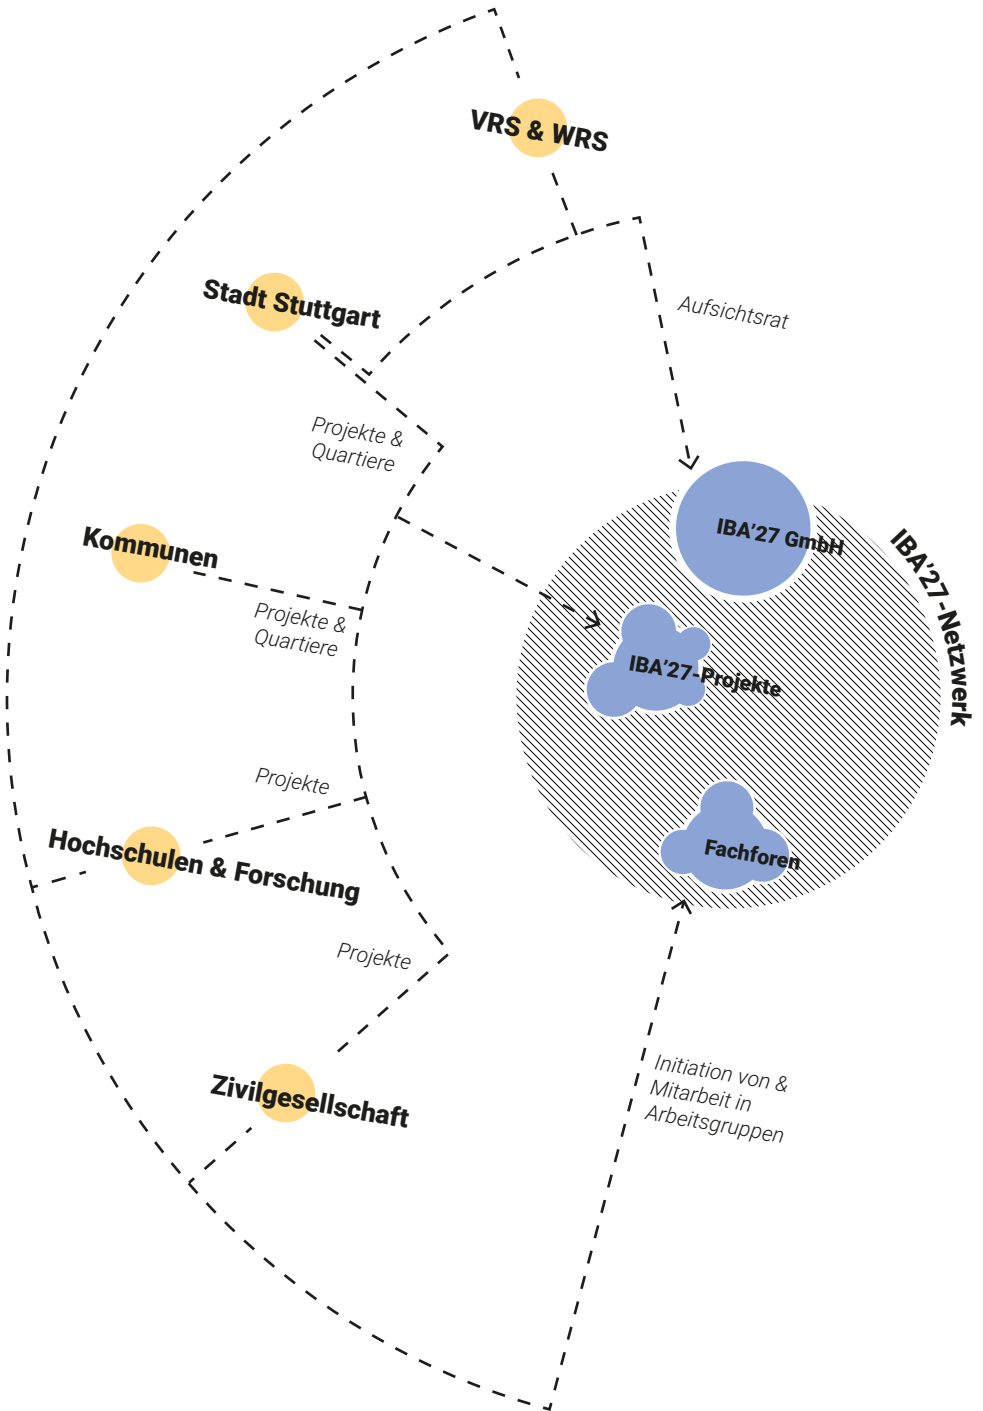 VRS & WRS
Stadt Stuttgart
Aufsichtsrat
Projekte &
Quartiere
Kommunen
IBA’27 GmbH
IBA’27-Netzwerk
Projekte &
Quartiere
IBA’27-Projekte
Projekte
Hochschulen & Forschung
Fachforen
Projekte
Zivilgesellschaft
Initiation von &
Mitarbeit in
Arbeitsgruppen